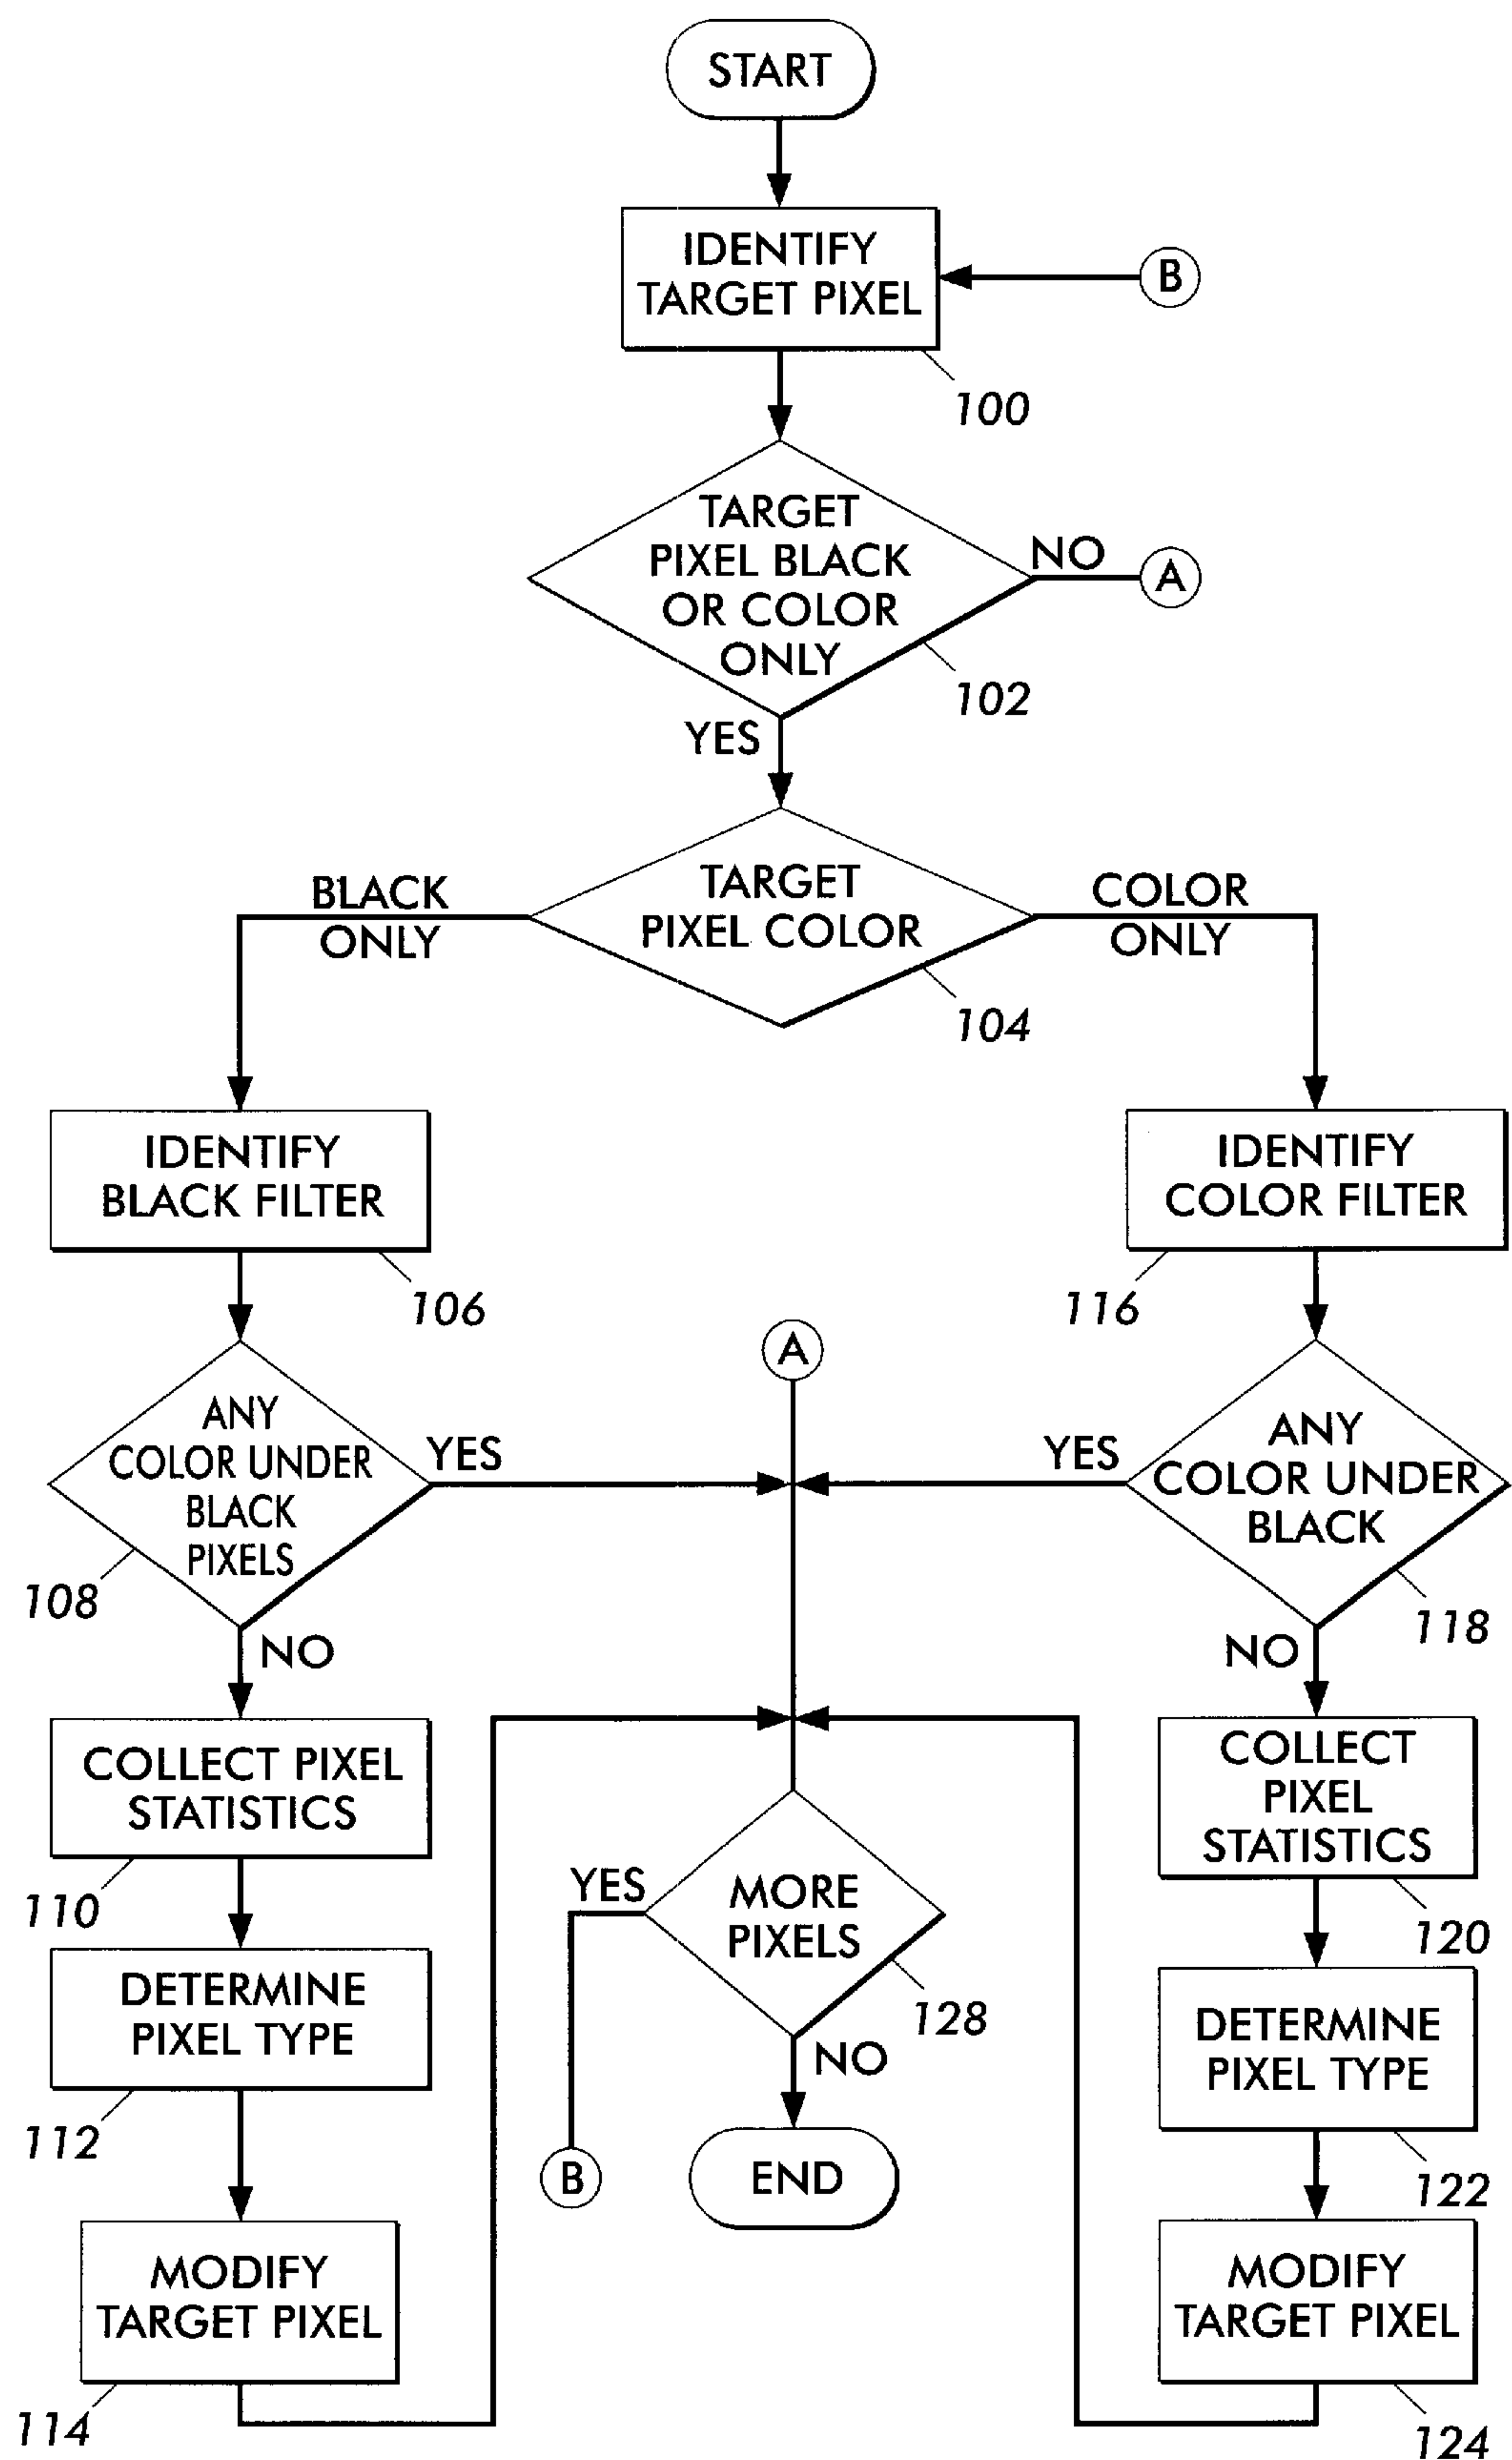 START
IDENTIFY
TARGET PIXEL
B
100
TARGET
PIXEL BLACK
OR COLOR
ONLY
NO
A
102
YES
TARGET
PIXEL COLOR
BLACK
ONLY
COLOR
ONLY
104
IDENTIFY
BLACK FILTER
106
IDENTIFY
COLOR FILTER
116
A
ANY
COLOR UNDER
BLACK
PIXELS
YES
108
NO
YES
ANY
COLOR UNDER
BLACK
118
NO
COLLECT PIXEL
STATISTICS
110
COLLECT
PIXEL
STATISTICS
120
YES
MORE
PIXELS
128
NO
DETERMINE
PIXEL TYPE
112
DETERMINE
PIXEL TYPE
122
B
END
MODIFY
TARGET PIXEL
114
MODIFY
TARGET PIXEL
124